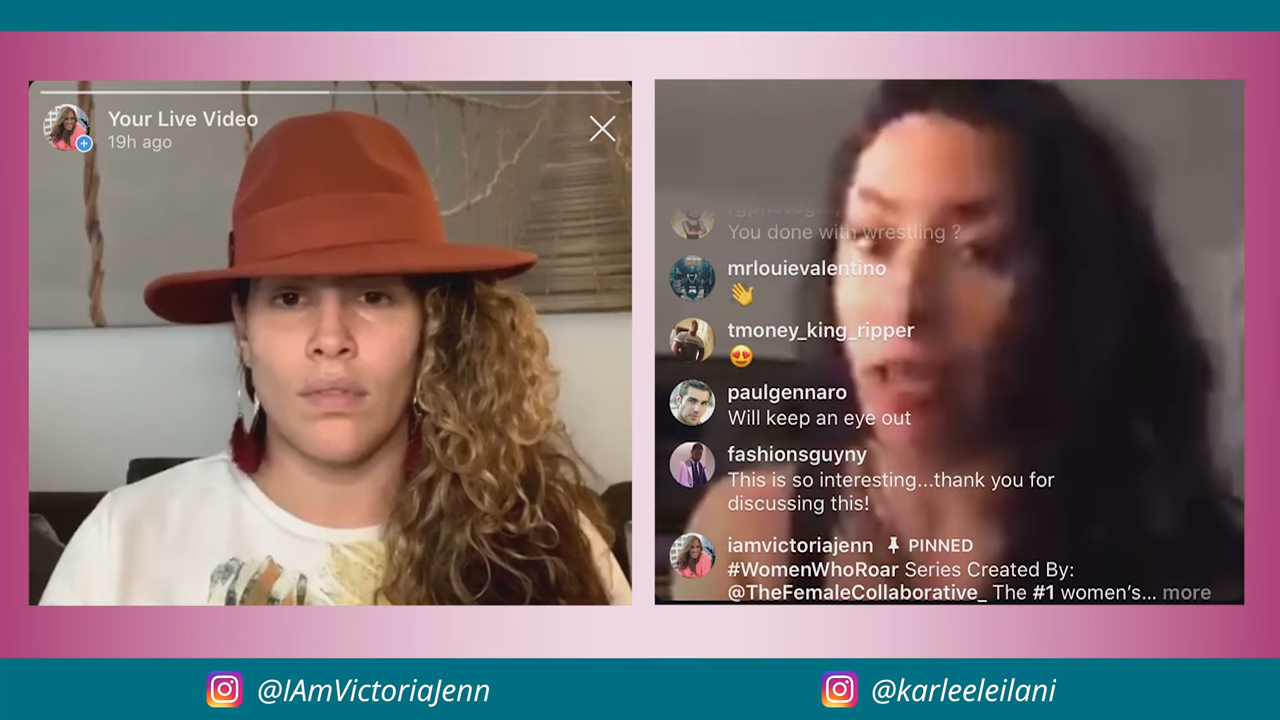 Your Live Video
19h ago
You done with wrestling ?
mrlouievalentino
👋
tmoney_king_ripper
😍
paulgennaro
Will keep an eye out
fashionsguyny
This is so interesting...thank you for
discussing this!
iamvictoriajenn PINNED
#WomenWhoRoar Series Created By:
@TheFemaleCollaborative_ The #1 women's... more
@IAmVictoriaJenn
@karleeleilani